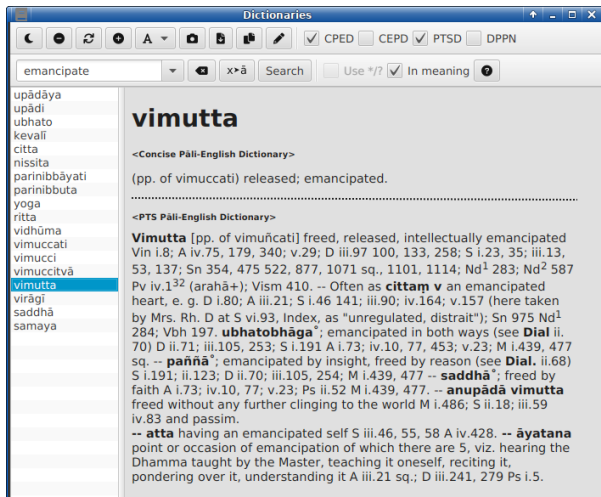 Dictionaries
A CPED CEPD PTSD DPPN
emancipate x➤ā Search Use */? In meaning
upādāya
upādi
ubhato
kevalī
citta
nissita
parinibbāyati
parinibbuta
yoga
ritta
vidhūma
vimuccati
vimucci
vimuccitvā
vimutta
virāgī
saddhā
samaya
vimutta
<Concise Pāli-English Dictionary>
(pp. of vimuccati) released; emancipated.
<PTS Pāli-English Dictionary>
Vimutta [pp. of vimuñcati] freed, released, intellectually emancipated
Vin i.8; A iv.75, 179, 340; v.29; D iii.97 100, 133, 258; S i.23, 35; iii.13,
53, 137; Sn 354, 475 522, 877, 1071 sq., 1101, 1114; Nd¹ 283; Nd² 587
Pv iv.1³² (arahā+); Vism 410. -- Often as cittaṃ v an emancipated
heart, e. g. D i.80; A iii.21; S i.46 141; iii.90; iv.164; v.157 (here taken
by Mrs. Rh. D at S vi.93, Index, as "unregulated, distrait"); Sn 975 Nd¹
284; Vbh 197. ubhatobhāga˚; emancipated in both ways (see Dial ii.
70) D ii.71; iii.105, 253; S i.191 A i.73; iv.10, 77, 453; v.23; M i.439, 477
sq. -- paññā˚; emancipated by insight, freed by reason (see Dial. ii.68)
S i.191; ii.123; D ii.70; iii.105, 254; M i.439, 477 -- saddhā˚; freed by
faith A i.73; iv.10, 77; v.23; Ps ii.52 M i.439, 477. -- anupādā vimutta
freed without any further clinging to the world M i.486; S ii.18; iii.59
iv.83 and passim.
-- atta having an emancipated self S iii.46, 55, 58 A iv.428. -- āyatana
point or occasion of emancipation of which there are 5, viz. hearing the
Dhamma taught by the Master, teaching it oneself, reciting it,
pondering over it, understanding it A iii.21 sq.; D iii.241, 279 Ps i.5.